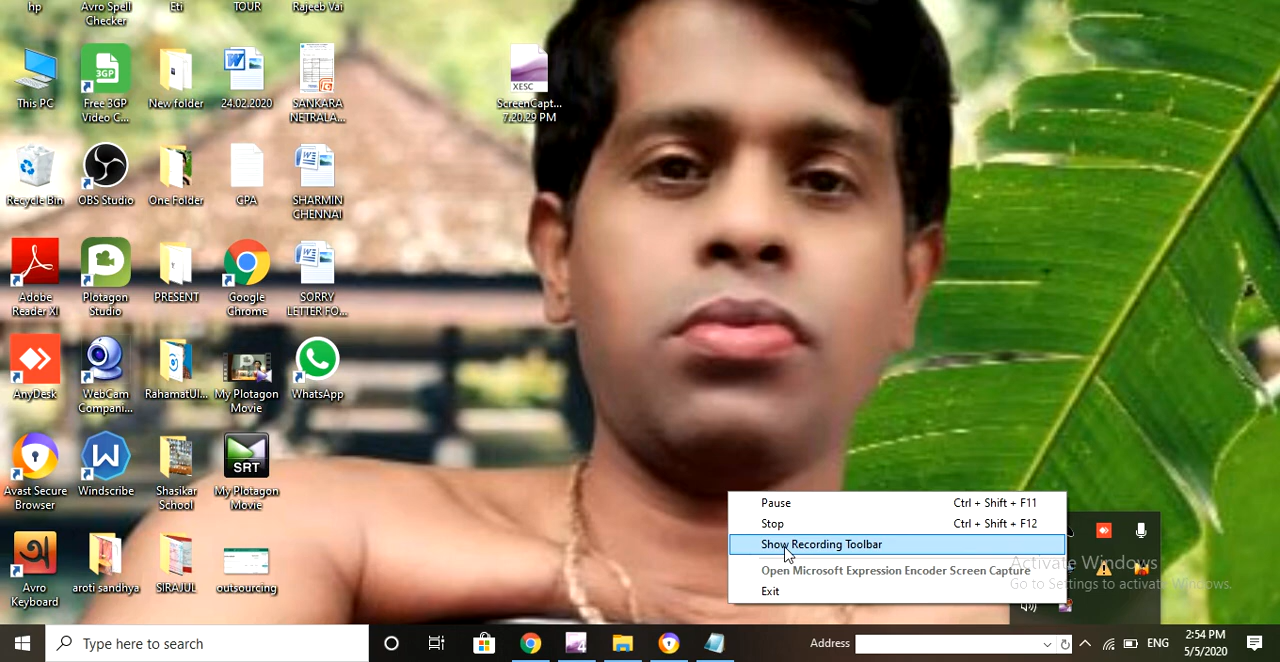 hp
Avro Spell
Checker
Eti
TOUR
Rajeeb Vai
This PC
3GP
Free 3GP
Video C...
New folder
W
24.02.2020
SANKARA
NETRALA...
XESC
ScreenCapt...
7.20.29 PM
Recycle Bin
OBS Studio
One Folder
CPA
SHARMIN
CHENNAI
Adobe
Reader XI
Plotagon
Studio
PRESENT
Google
Chrome
SORRY
LETTER FO...
AnyDesk
WebCam
Compani...
RahamatUl...
My Plotagon
Movie
WhatsApp
Avast Secure
Browser
W
Windscribe
Shasikar
School
SRT
My Plotagon
Movie
অ
Avro
Keyboard
aroti sandhya
SIRAJUL
outsourcing
Pause Ctrl + Shift + F11
Stop Ctrl + Shift + F12
Show Recording Toolbar
Open Microsoft Expression Encoder Screen Capture
Exit
Activate Windows
Go to Settings to activate Windows.
Type here to search
4
Address
ENG
2:54 PM
5/5/2020